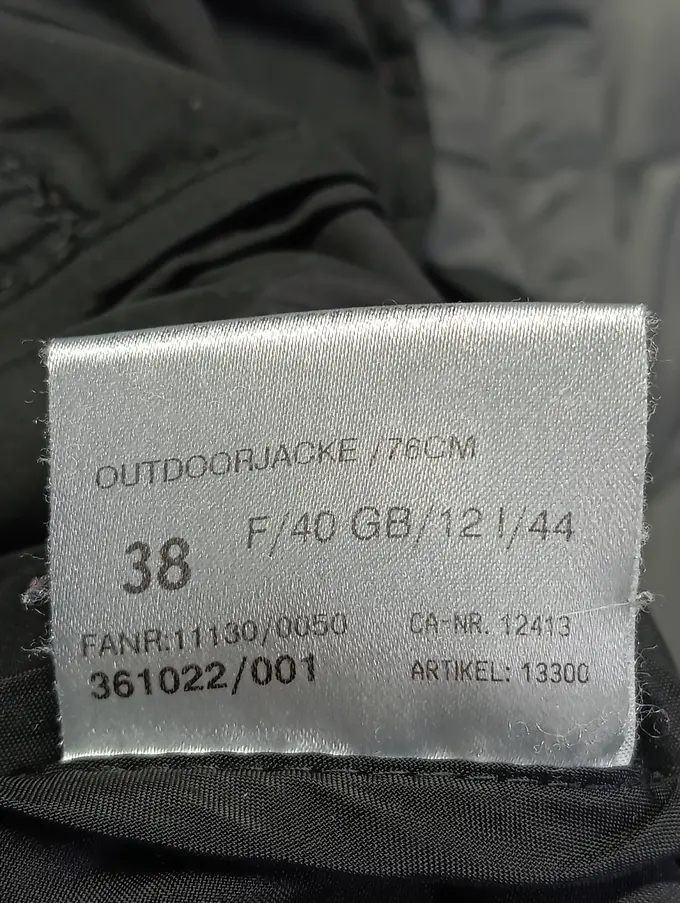 OUTDOORJACKE /76CM
38 F/40 GB/12 I/44
FANR:11130/0050 CA-NR. 12413
361022/001 ARTIKEL: 13300